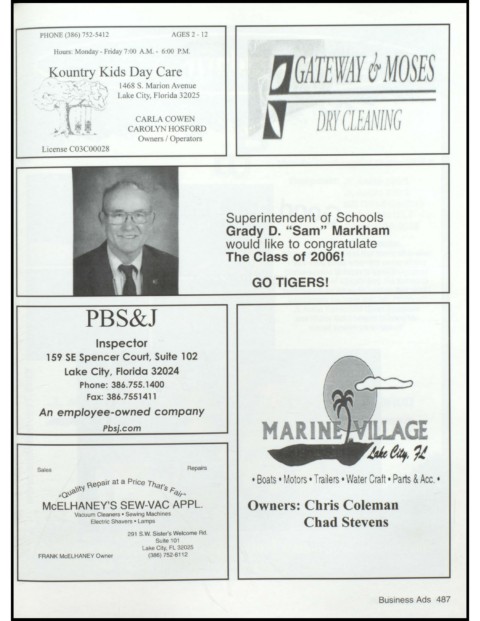 PHONE (386) 752-5412 AGES 2 - 12
Hours: Monday - Friday 7:00 A.M. - 6:00 P.M.
Kountry Kids Day Care
1468 S. Marion Avenue
Lake City, Florida 32025
CARLA COWEN
CAROLYN HOSFORD
Owners / Operators
License C03C00028
GATEWAY & MOSES
DRY CLEANING
Superintendent of Schools
Grady D. “Sam” Markham
would like to congratulate
The Class of 2006!
GO TIGERS!
PBS&J
Inspector
159 SE Spencer Court, Suite 102
Lake City, Florida 32024
Phone: 386.755.1400
Fax: 386.7551411
An employee-owned company
Pbsj.com
MARINE VILLAGE
Lake City, FL
• Boats • Motors • Trailers • Water Craft • Parts & Acc. •
Owners: Chris Coleman
Chad Stevens
Sales Repairs
"Quality Repair at a Price That's Fair"
McELHANEY'S SEW-VAC APPL.
Vacuum Cleaners • Sewing Machines
Electric Shavers • Lamps
291 S.W. Sister's Welcome Rd.
Suite 101
Lake City, FL 32025
FRANK McELHANEY Owner (386) 752-8112
Business Ads 487